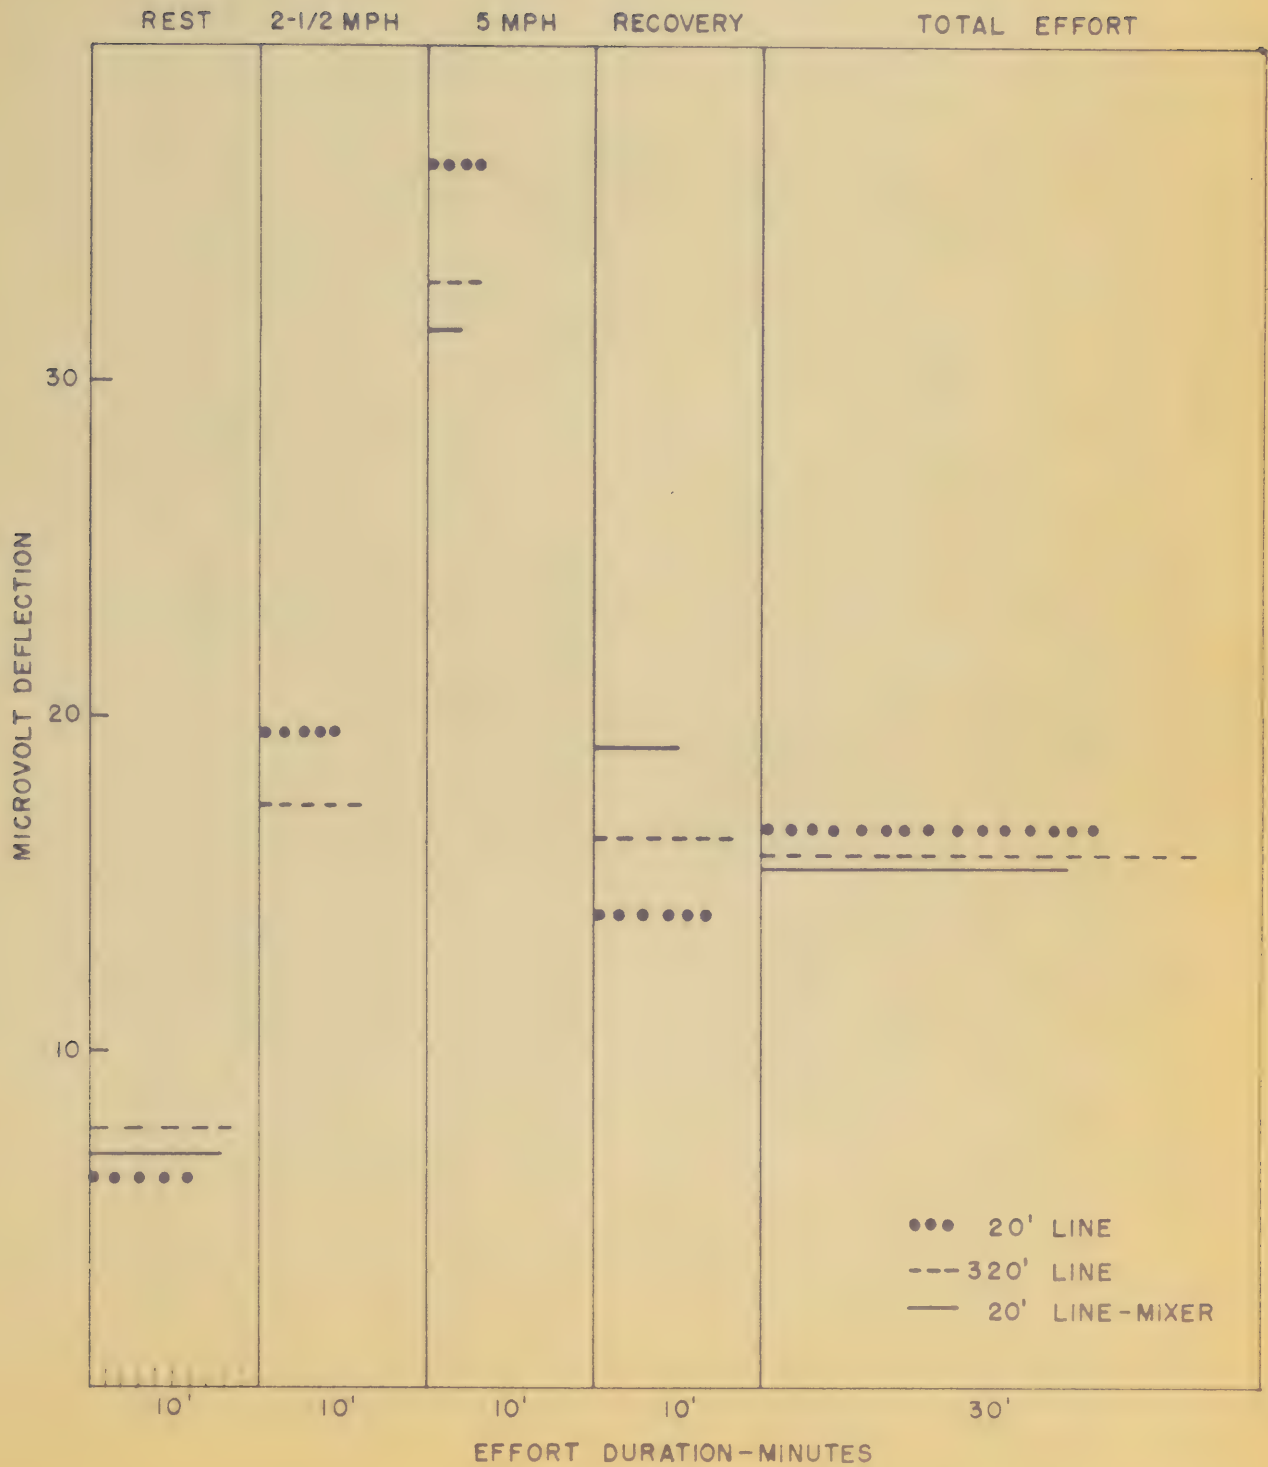 REST 2-1/2 MPH 5 MPH RECOVERY TOTAL EFFORT
30
20
10
MICROVOLT DEFLECTION
••• 20' LINE
--- 320' LINE
— 20' LINE-MIXER
10' 10' 10' 10' 30'
EFFORT DURATION-MINUTES